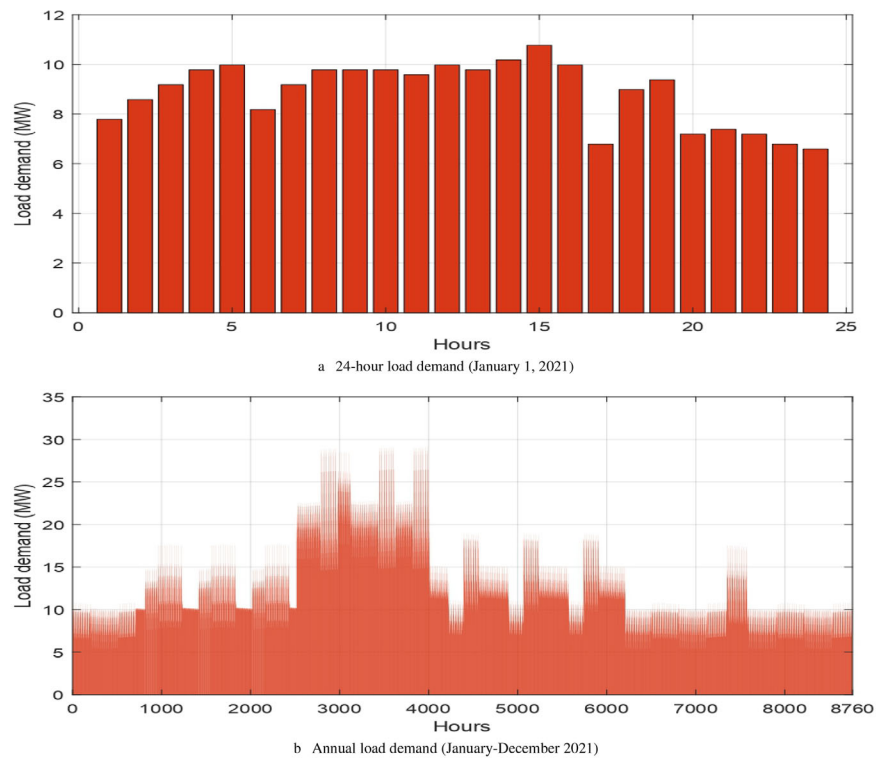 12
10
8
6
4
2
0
Load demand (MW)
0 5 10 15 20 25
Hours
a 24-hour load demand (January 1, 2021)
35
30
25
20
15
10
5
0
Load demand (MW)
0 1000 2000 3000 4000 5000 6000 7000 8000 8760
Hours
b Annual load demand (January-December 2021)